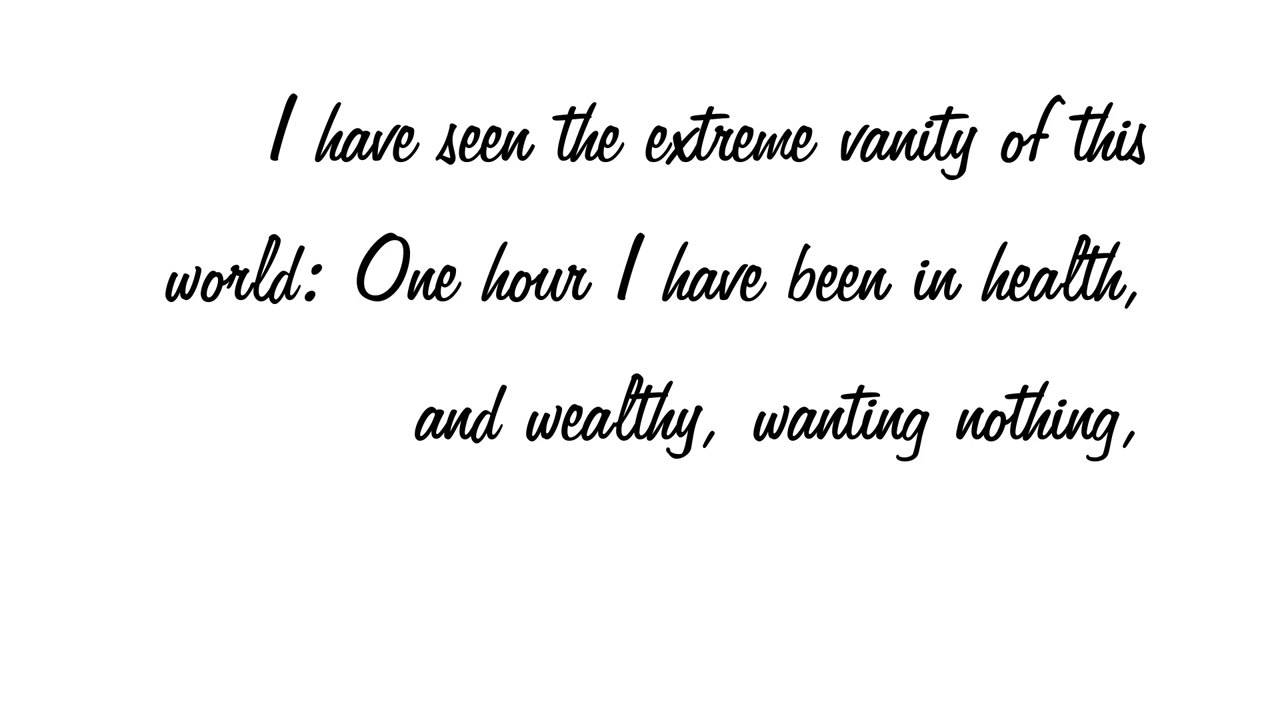 I have seen the extreme vanity of this
world: One hour I have been in health,
and wealthy, wanting nothing,